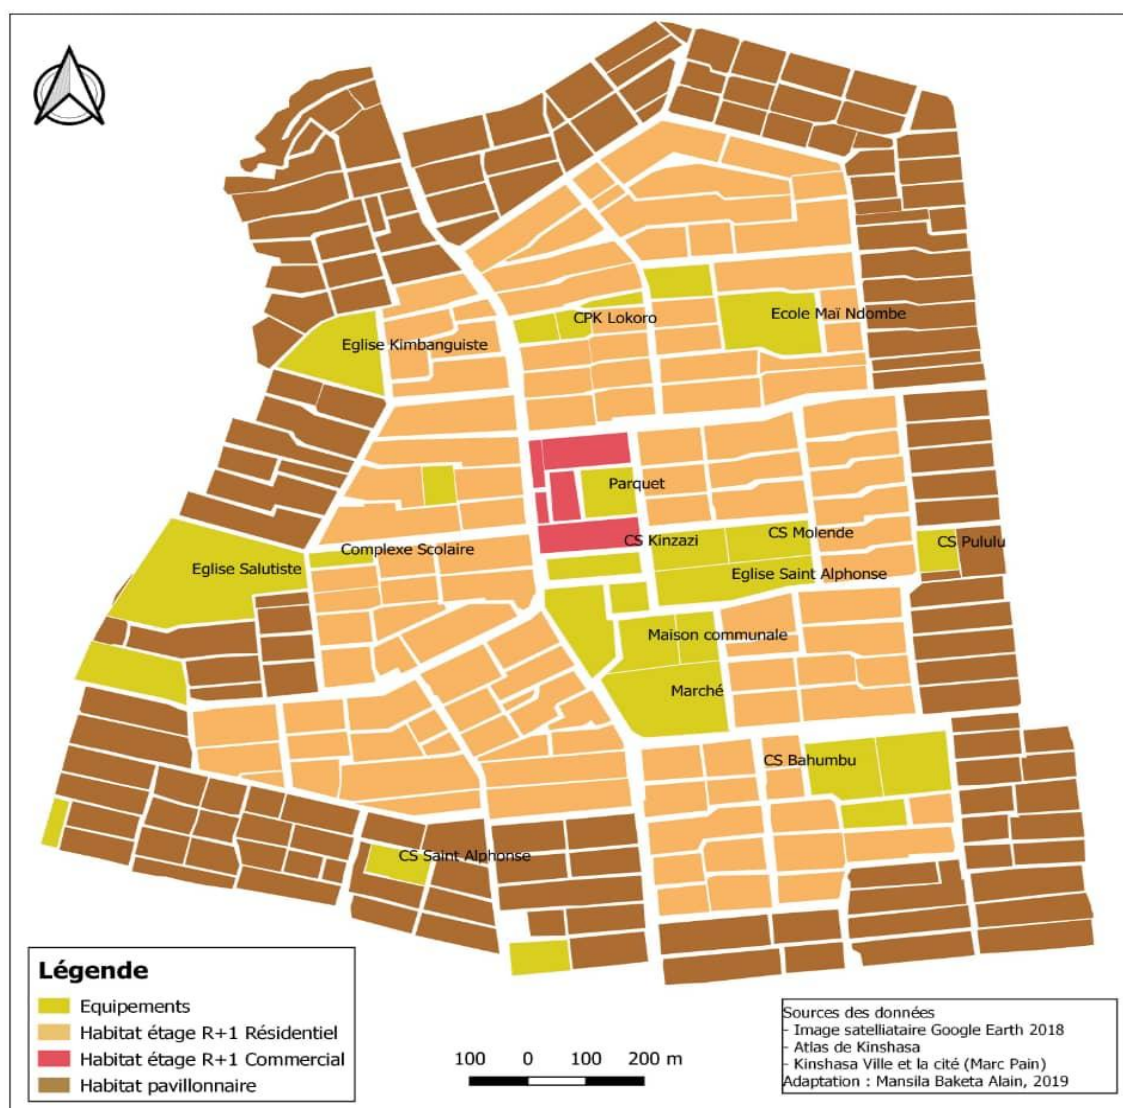 CPK Lokoro
Ecole Maï Ndombe
Eglise Kimbanguiste
Parquet
CS Kinzazi
CS Molende
CS Pululu
Complexe Scolaire
Eglise Salutiste
Eglise Saint Alphonse
Maison communale
Marché
CS Bahumbu
CS Saint Alphonse
Légende
Equipements
Habitat étage R+1 Résidentiel
Habitat étage R+1 Commercial
Habitat pavillonnaire
100 0 100 200 m
Sources des données
- Image satelliataire Google Earth 2018
- Atlas de Kinshasa
- Kinshasa Ville et la cité (Marc Pain)
Adaptation : Mansila Baketa Alain, 2019